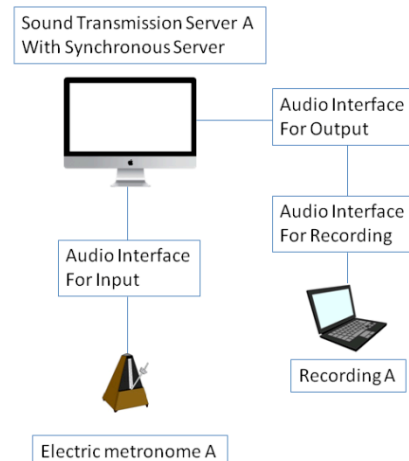 Sound Transmission Server A
With Synchronous Server
Audio Interface
For Output
Audio Interface
For Recording
Audio Interface
For Input
Recording A
Electric metronome A